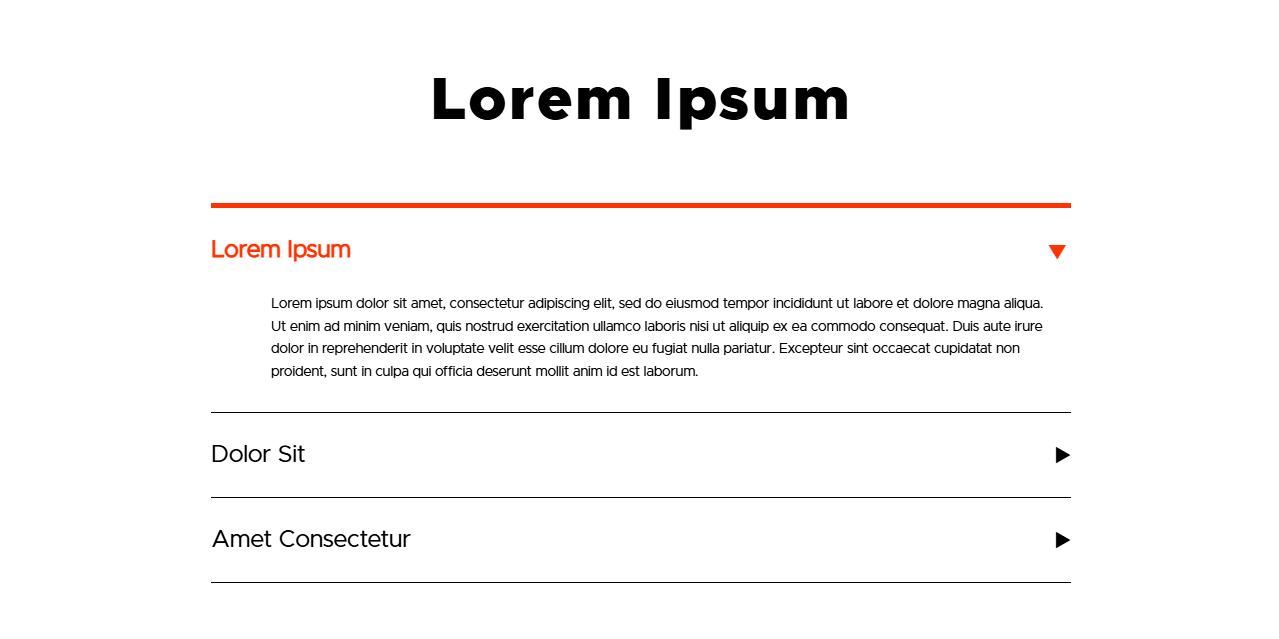 Lorem Ipsum
Lorem Ipsum
Lorem ipsum dolor sit amet, consectetur adipiscing elit, sed do eiusmod tempor incididunt ut labore et dolore magna aliqua.
Ut enim ad minim veniam, quis nostrud exercitation ullamco laboris nisi ut aliquip ex ea commodo consequat. Duis aute irure
dolor in reprehenderit in voluptate velit esse cillum dolore eu fugiat nulla pariatur. Excepteur sint occaecat cupidatat non
proident, sunt in culpa qui officia deserunt mollit anim id est laborum.
Dolor Sit
Amet Consectetur